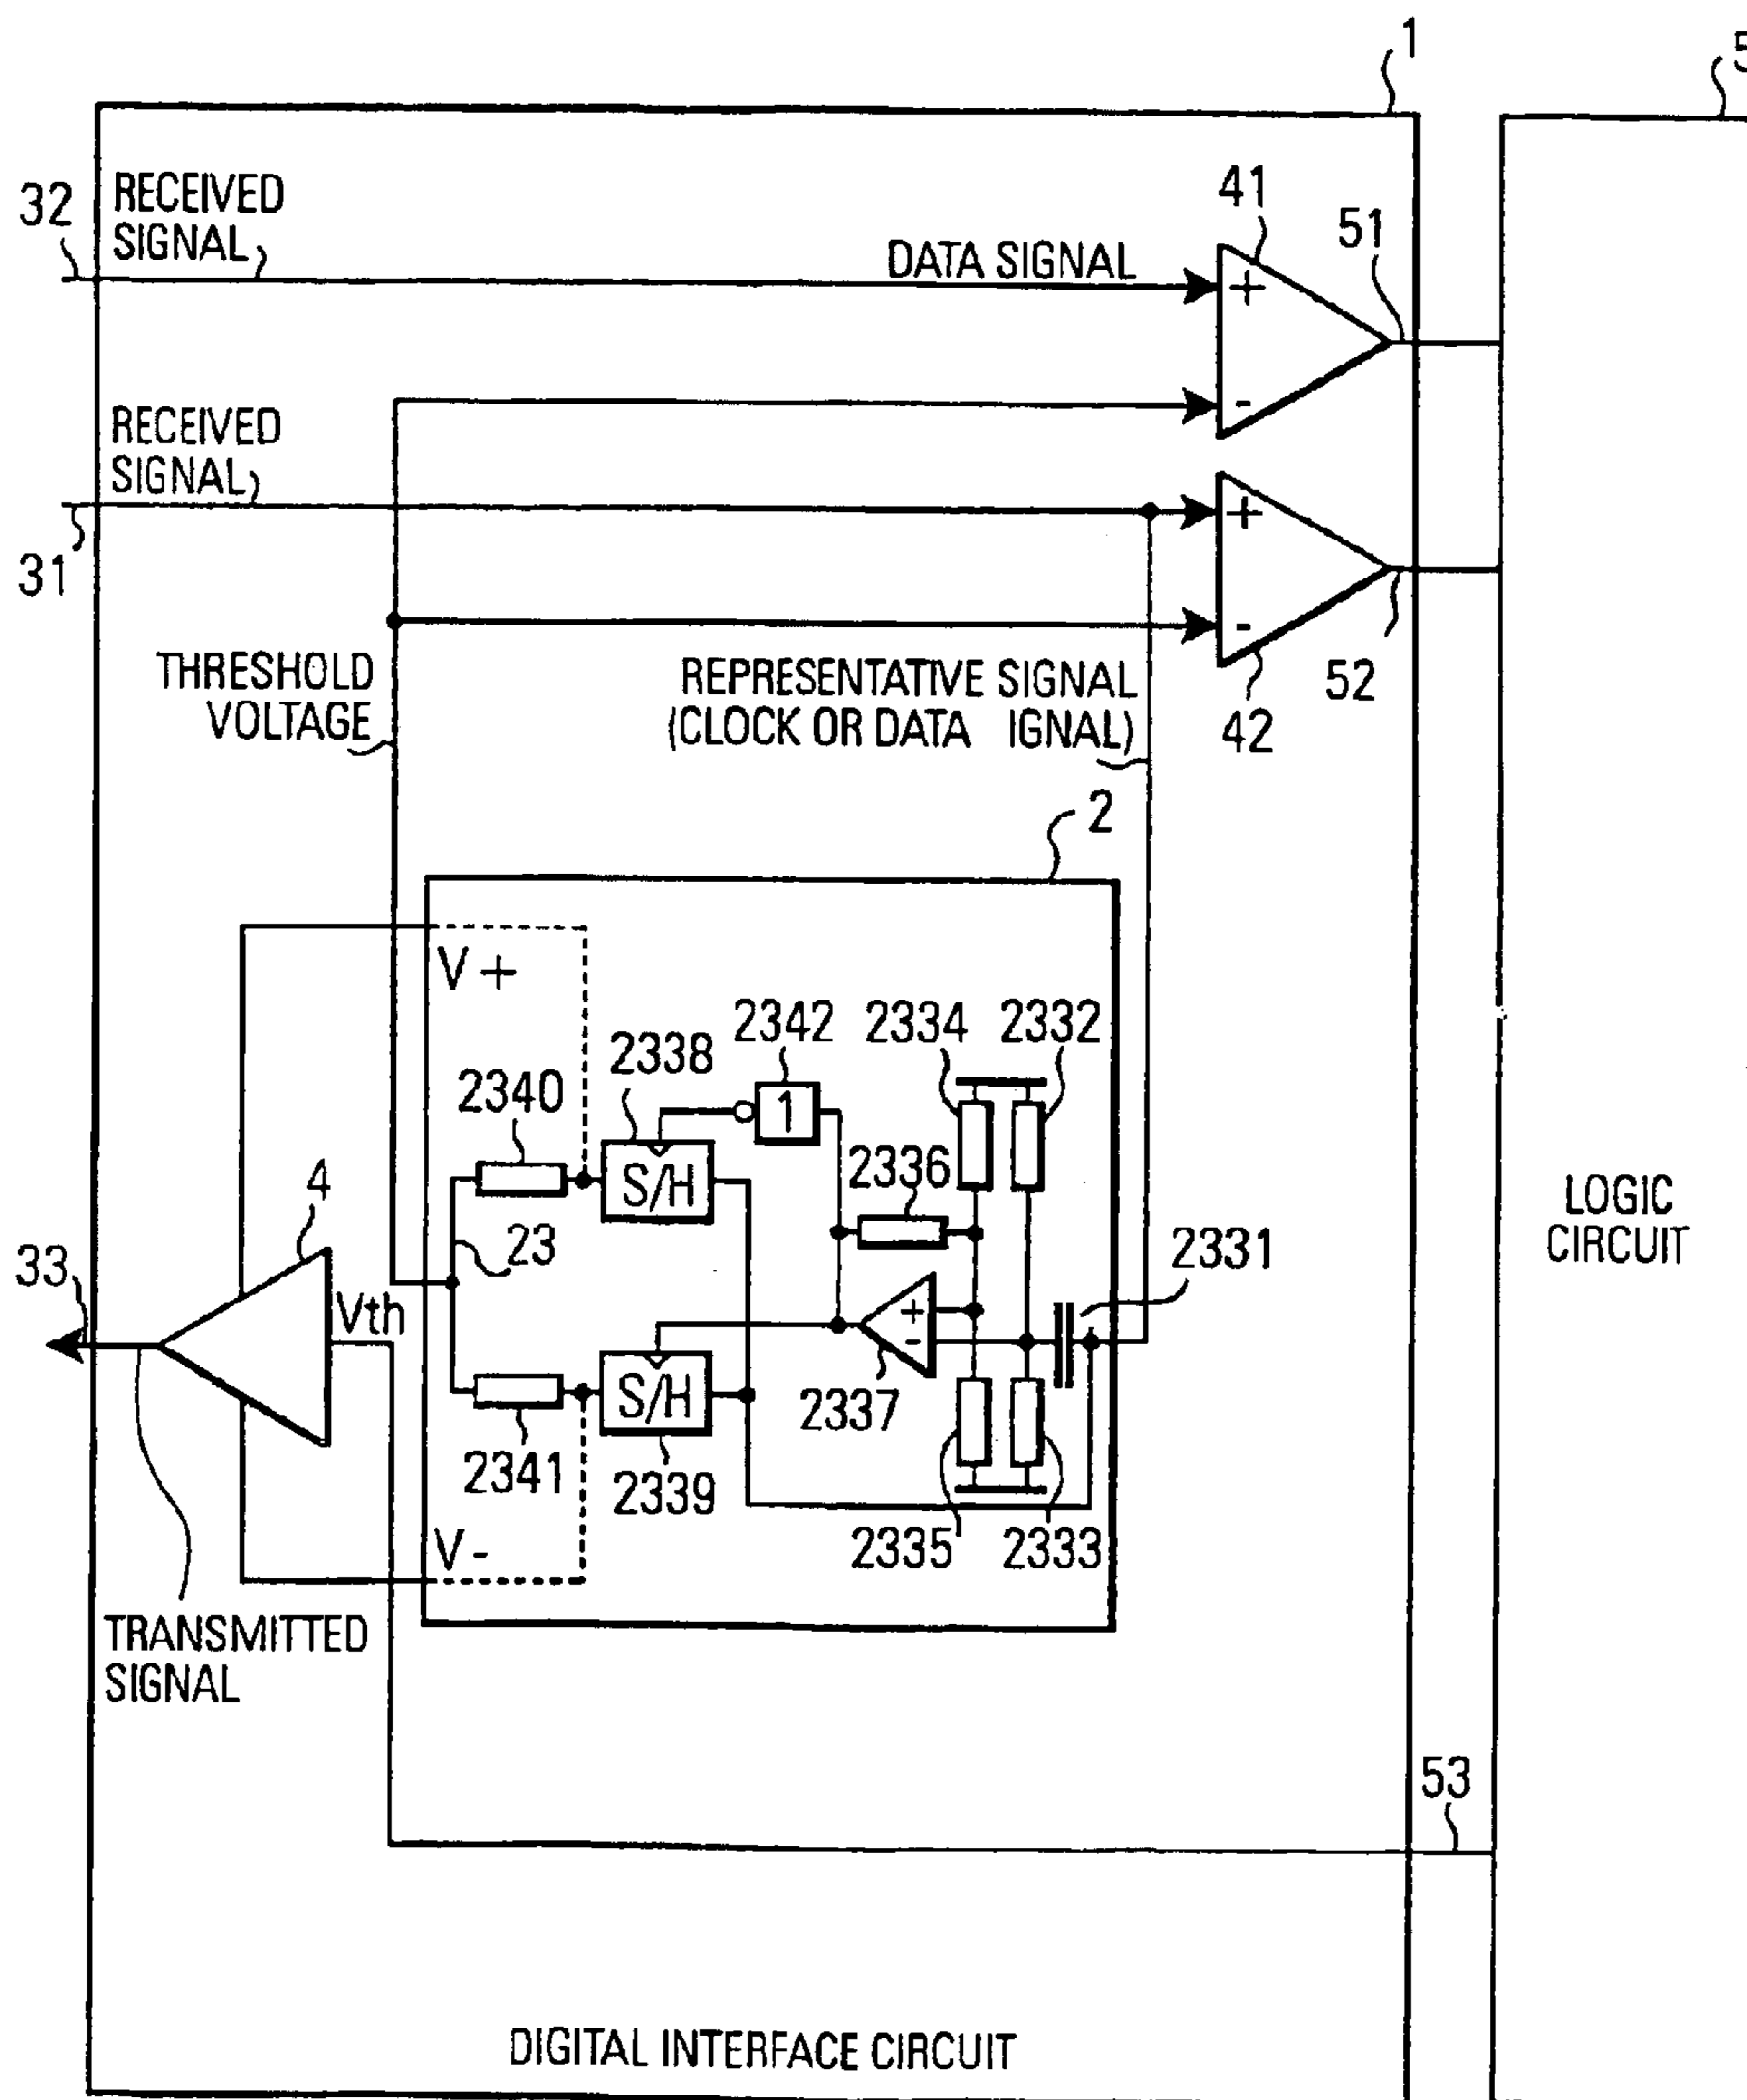 1
5
32
RECEIVED
SIGNAL
DATA SIGNAL
41
51
+
-
RECEIVED
SIGNAL
31
+
-
THRESHOLD
VOLTAGE
REPRESENTATIVE SIGNAL
(CLOCK OR DATA IGNAL)
52
42
2
V+
2342
2334
2332
2338
2340
1
S/H
2336
4
23
2331
LOGIC
CIRCUIT
33
Vth
+
-
2337
S/H
2341
2339
2335
2333
V-
TRANSMITTED
SIGNAL
53
DIGITAL INTERFACE CIRCUIT